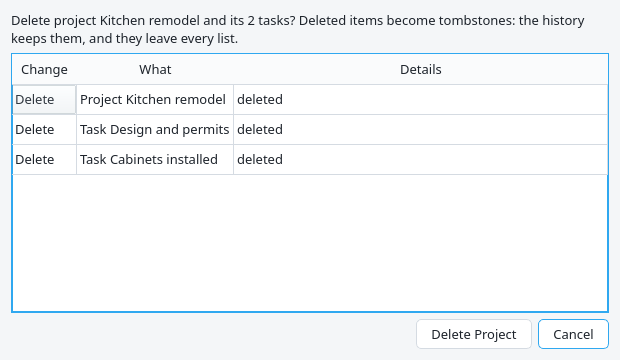 Delete project Kitchen remodel and its 2 tasks? Deleted items become tombstones: the history
keeps them, and they leave every list.
Change What Details
Delete Project Kitchen remodel deleted
Delete Task Design and permits deleted
Delete Task Cabinets installed deleted
Delete Project Cancel